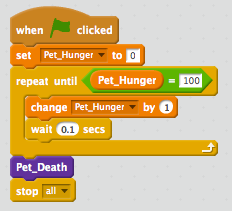 when clicked
set Pet_Hunger to 0
repeat until Pet_Hunger = 100
change Pet_Hunger by 1
wait 0.1 secs
Pet_Death
stop all